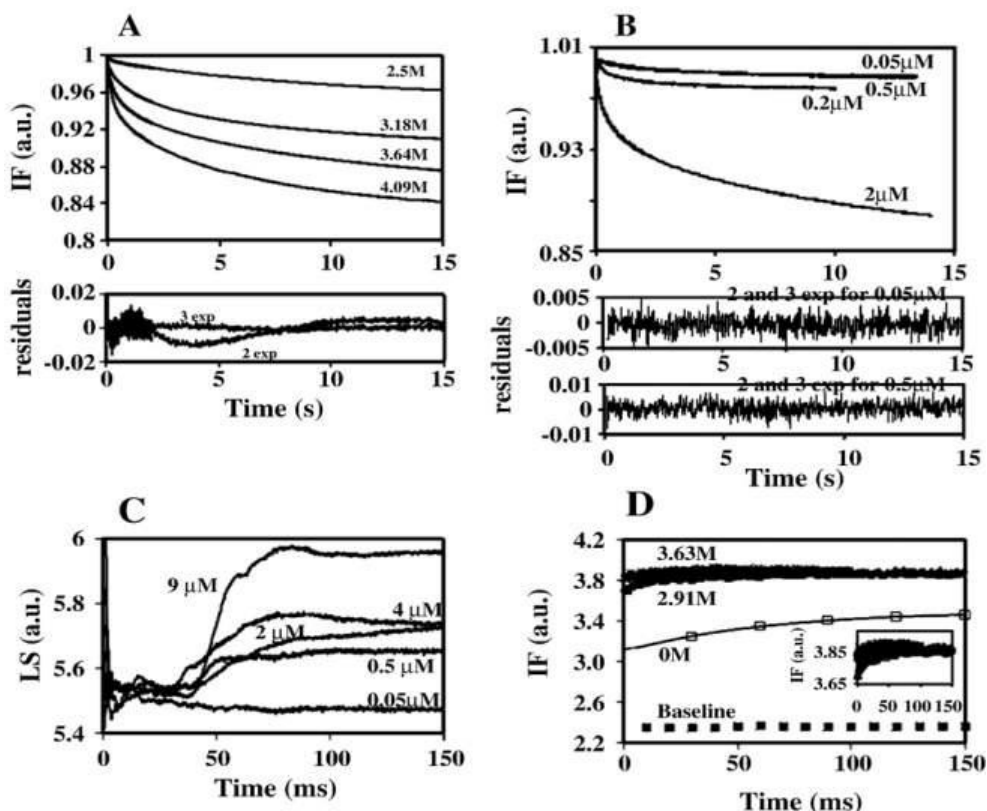 A
1
0.96
0.92
0.88
0.84
0.8
IF (a.u.)
2.5M
3.18M
3.64M
4.09M
0
5
10
15
0.02
0
-0.02
residuals
3 exp
2 exp
0
5
10
15
Time (s)
B
1.01
0.93
0.85
IF (a.u.)
0.05μM
0.5μM
0.2μM
2μM
0
5
10
15
0.005
0
-0.005
2 and 3 exp for 0.05μM
0
5
10
15
residuals
0.01
0
-0.01
2 and 3 exp for 0.5μM
0
5
10
15
Time (s)
C
6
5.8
5.6
5.4
LS (a.u.)
9 μM
4 μM
2 μM
0.5 μM
0.05μM
0
50
100
150
Time (ms)
D
4.2
3.8
3.4
3.0
2.6
2.2
IF (a.u.)
3.63M
2.91M
0M
Baseline
IF (a.u.)
3.85
3.65
0
50
100
150
0
50
100
150
Time (ms)